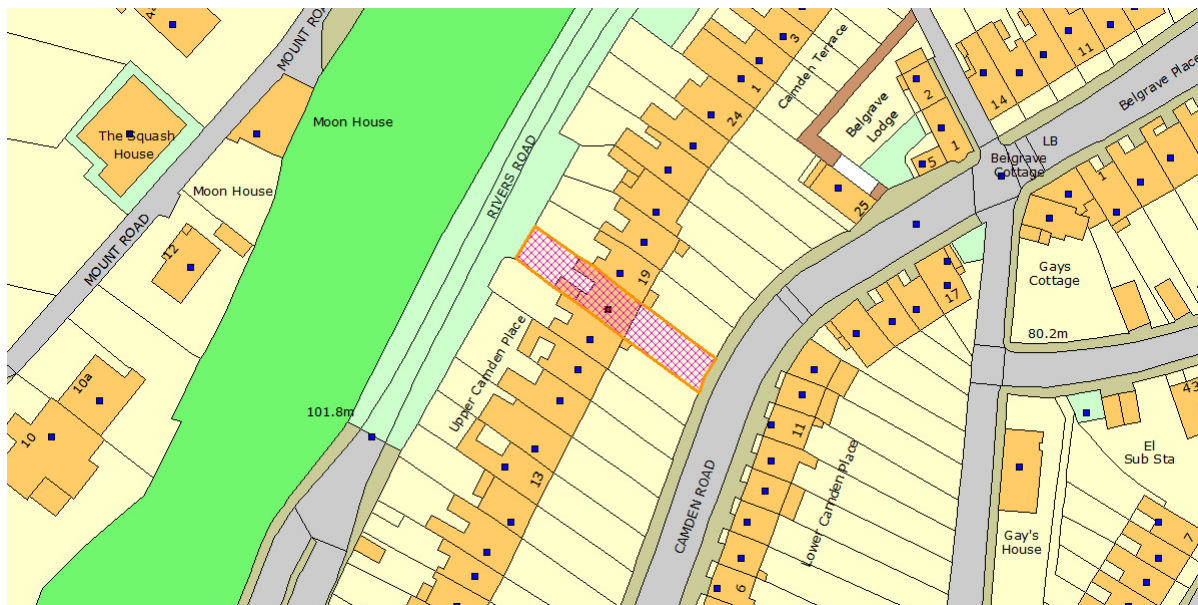 MOUNT ROA
3
11
Camden Terrace
1
14
Belgrave Place
2
The Squash
House
Moon House
24
Belgrave
Lodge
1
LB
5
Belgrave
Cottage
1
Moon House
RIVERS ROAD
25
MOUNT ROAD
12
19
Gays
Cottage
17
80.2m
Upper Camden Place
10a
43
101.8m
11
10
13
El
Sub Sta
CAMDEN ROAD
Lower Camden Place
Gay's
House
7
6